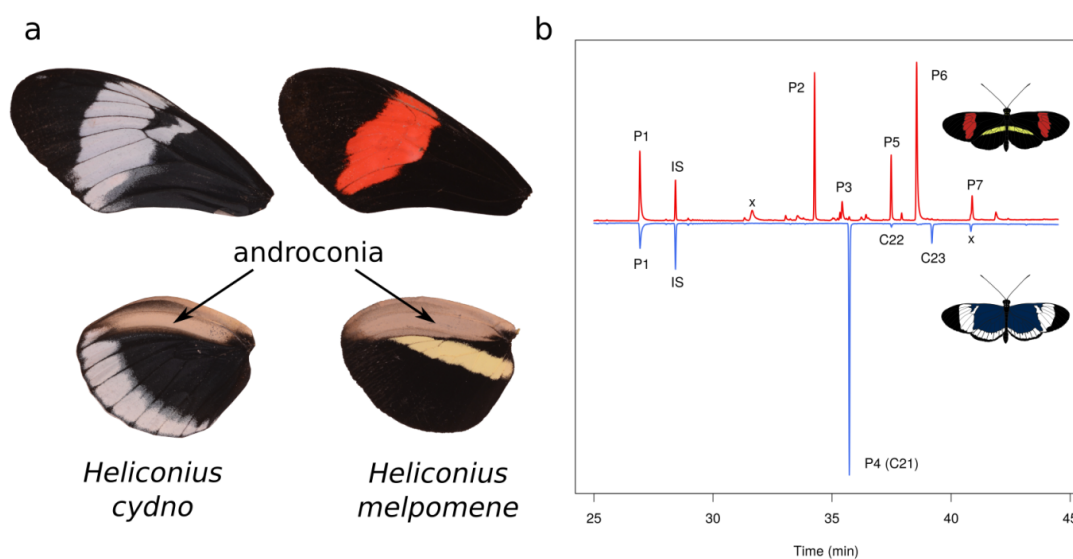 a
androconia
Heliconius
cydno
Heliconius
melpomene
b
P1
IS
x
P2
P3
P5
P6
P7
P1
IS
P4 (C21)
C22
C23
x
25
30
35
40
45
Time (min)